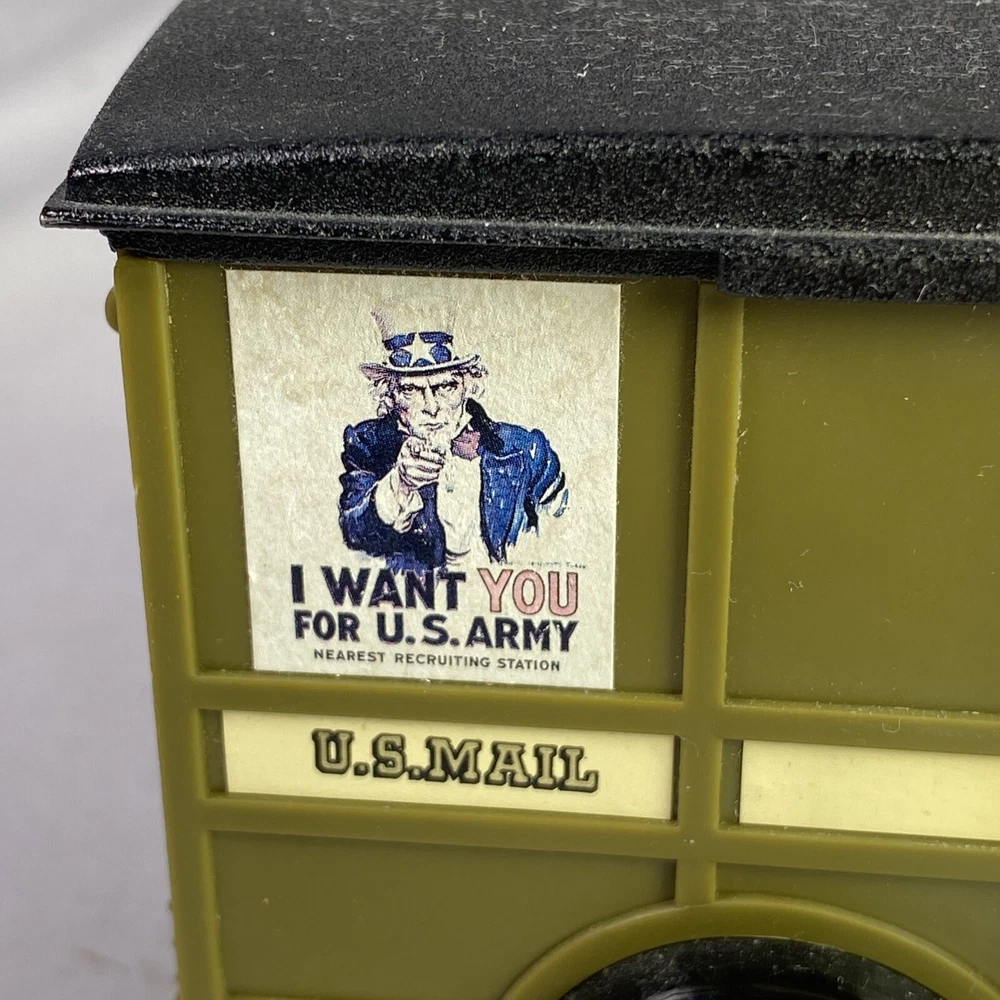 I WANT YOU
FOR U.S. ARMY
NEAREST RECRUITING STATION
U.S.MAIL